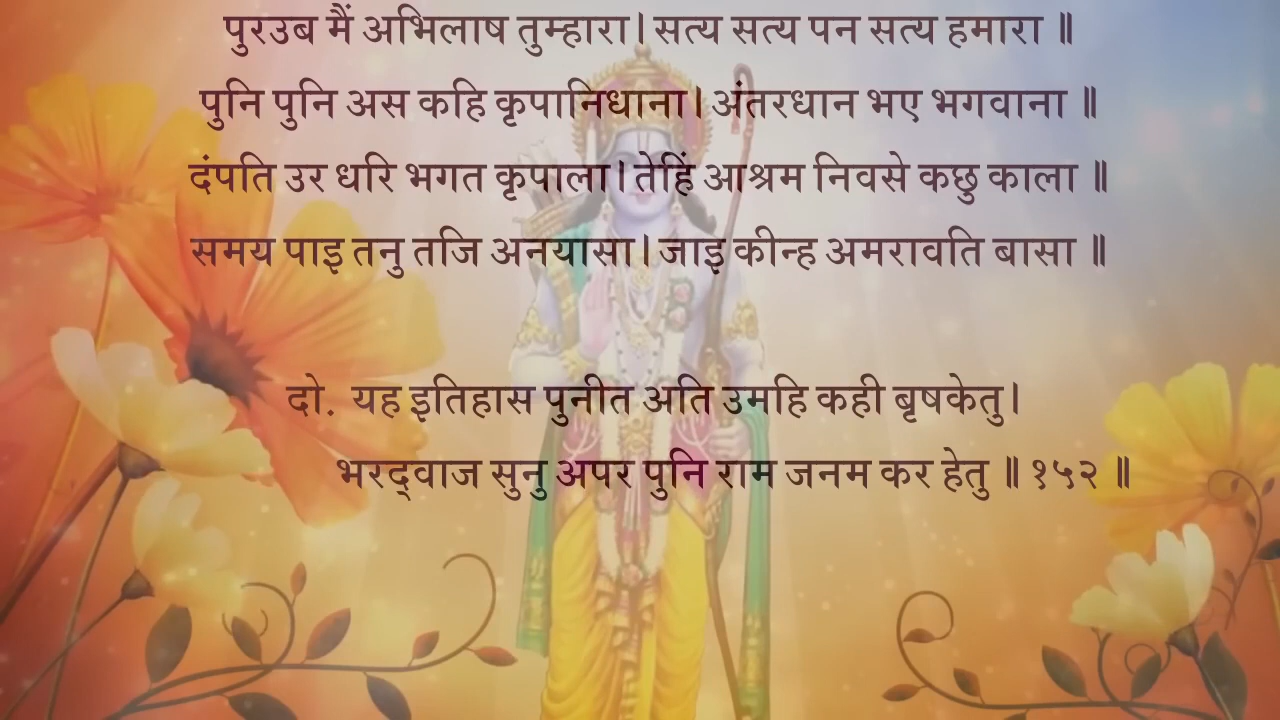 पुरउब मैं अभिलाष तुम्हारा। सत्य सत्य पन सत्य हमारा ॥
पुनि पुनि अस कहि कृपानिधाना। अंतरधान भए भगवाना ॥
दंपति उर धरि भगत कृपाला। तेहिं आश्रम निवसे कछु काला ॥
समय पाइ तनु तजि अनयासा। जाइ कीन्ह अमरावति बासा ॥
दो. यह इतिहास पुनीत अति उमहि कही बृषकेतु।
भरद्वाज सुनु अपर पुनि राम जनम कर हेतु ॥ १५२ ॥